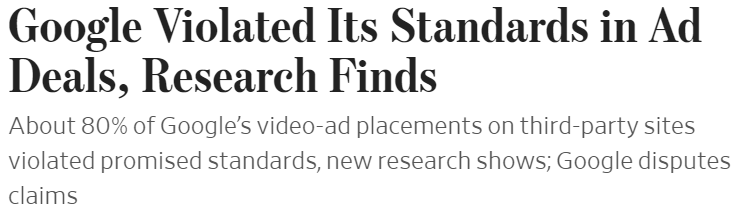 Google Violated Its Standards in Ad
Deals, Research Finds
About 80% of Google’s video-ad placements on third-party sites
violated promised standards, new research shows; Google disputes
claims